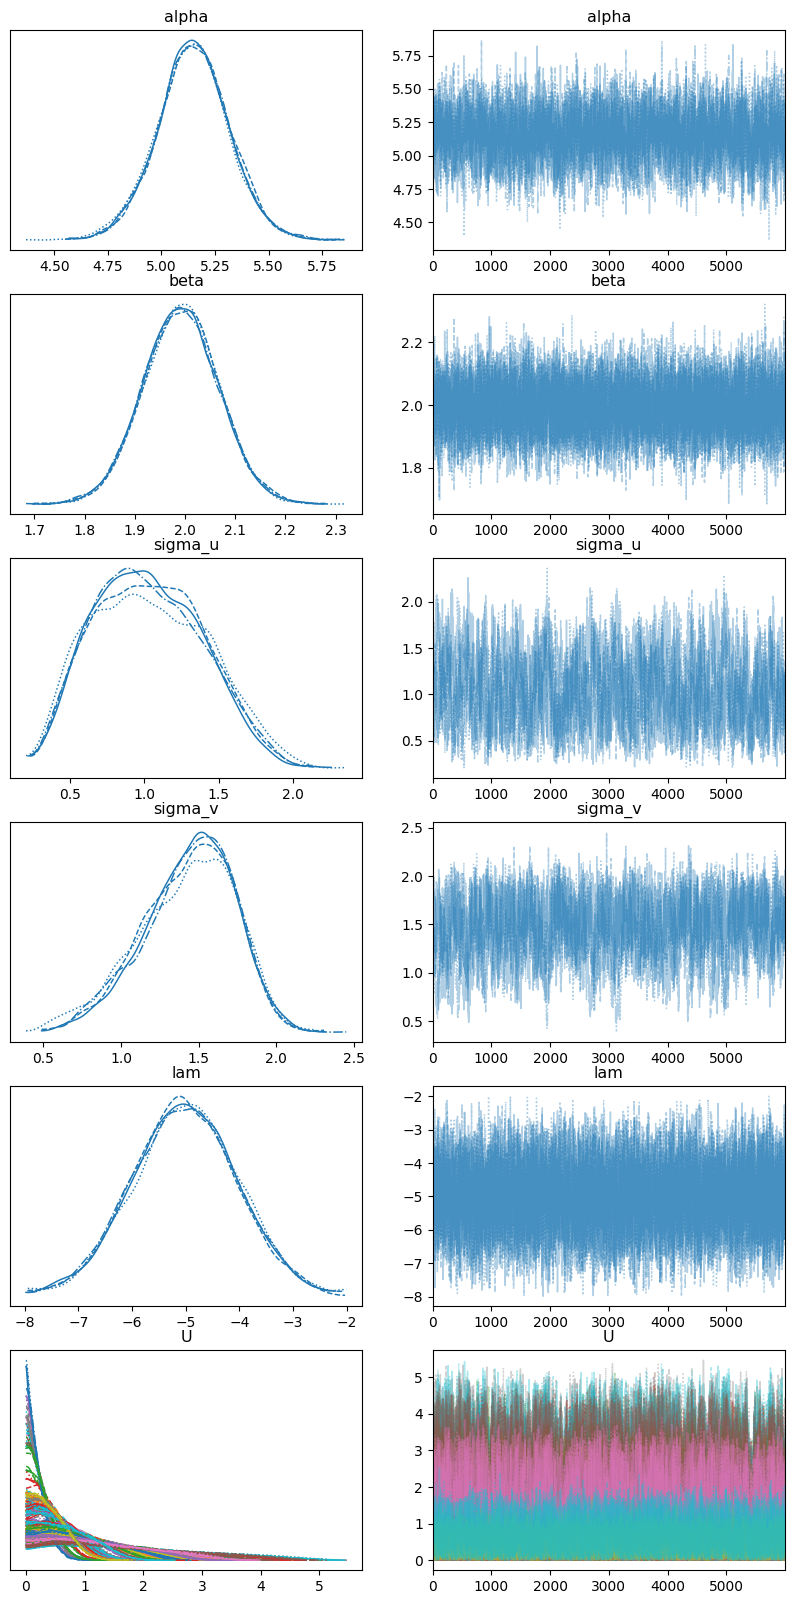 alpha alpha
5.75
5.50
5.25
5.00
4.75
4.50
4.50 4.75 5.00 5.25 5.50 5.75 0 1000 2000 3000 4000 5000
beta beta
2.2
2.0
1.8
1.7 1.8 1.9 2.0 2.1 2.2 2.3 0 1000 2000 3000 4000 5000
sigma_u sigma_u
2.0
1.5
1.0
0.5
0.5 1.0 1.5 2.0 0 1000 2000 3000 4000 5000
sigma_v sigma_v
2.5
2.0
1.5
1.0
0.5
0.5 1.0 1.5 2.0 2.5 0 1000 2000 3000 4000 5000
lam lam
−2
−3
−4
−5
−6
−7
−8
−8 −7 −6 −5 −4 −3 −2 0 1000 2000 3000 4000 5000
U U
5
4
3
2
1
0
0 1 2 3 4 5 0 1000 2000 3000 4000 5000